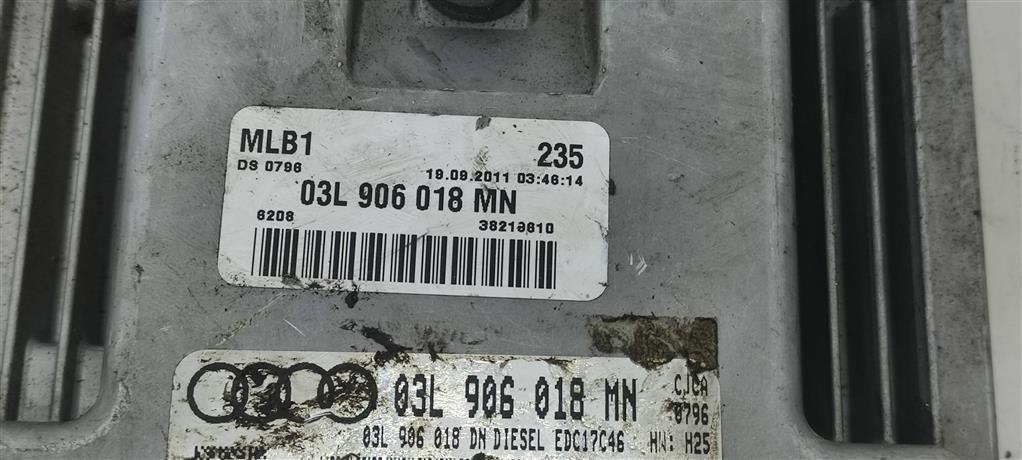 MLB1 235
DS 0796 19.09.2011 03:46:14
03L 906 018 MN
6208
03L 906 018 MN CJCA
0796
03L 906 018 DN DIESEL EDC17C46 HW: H25